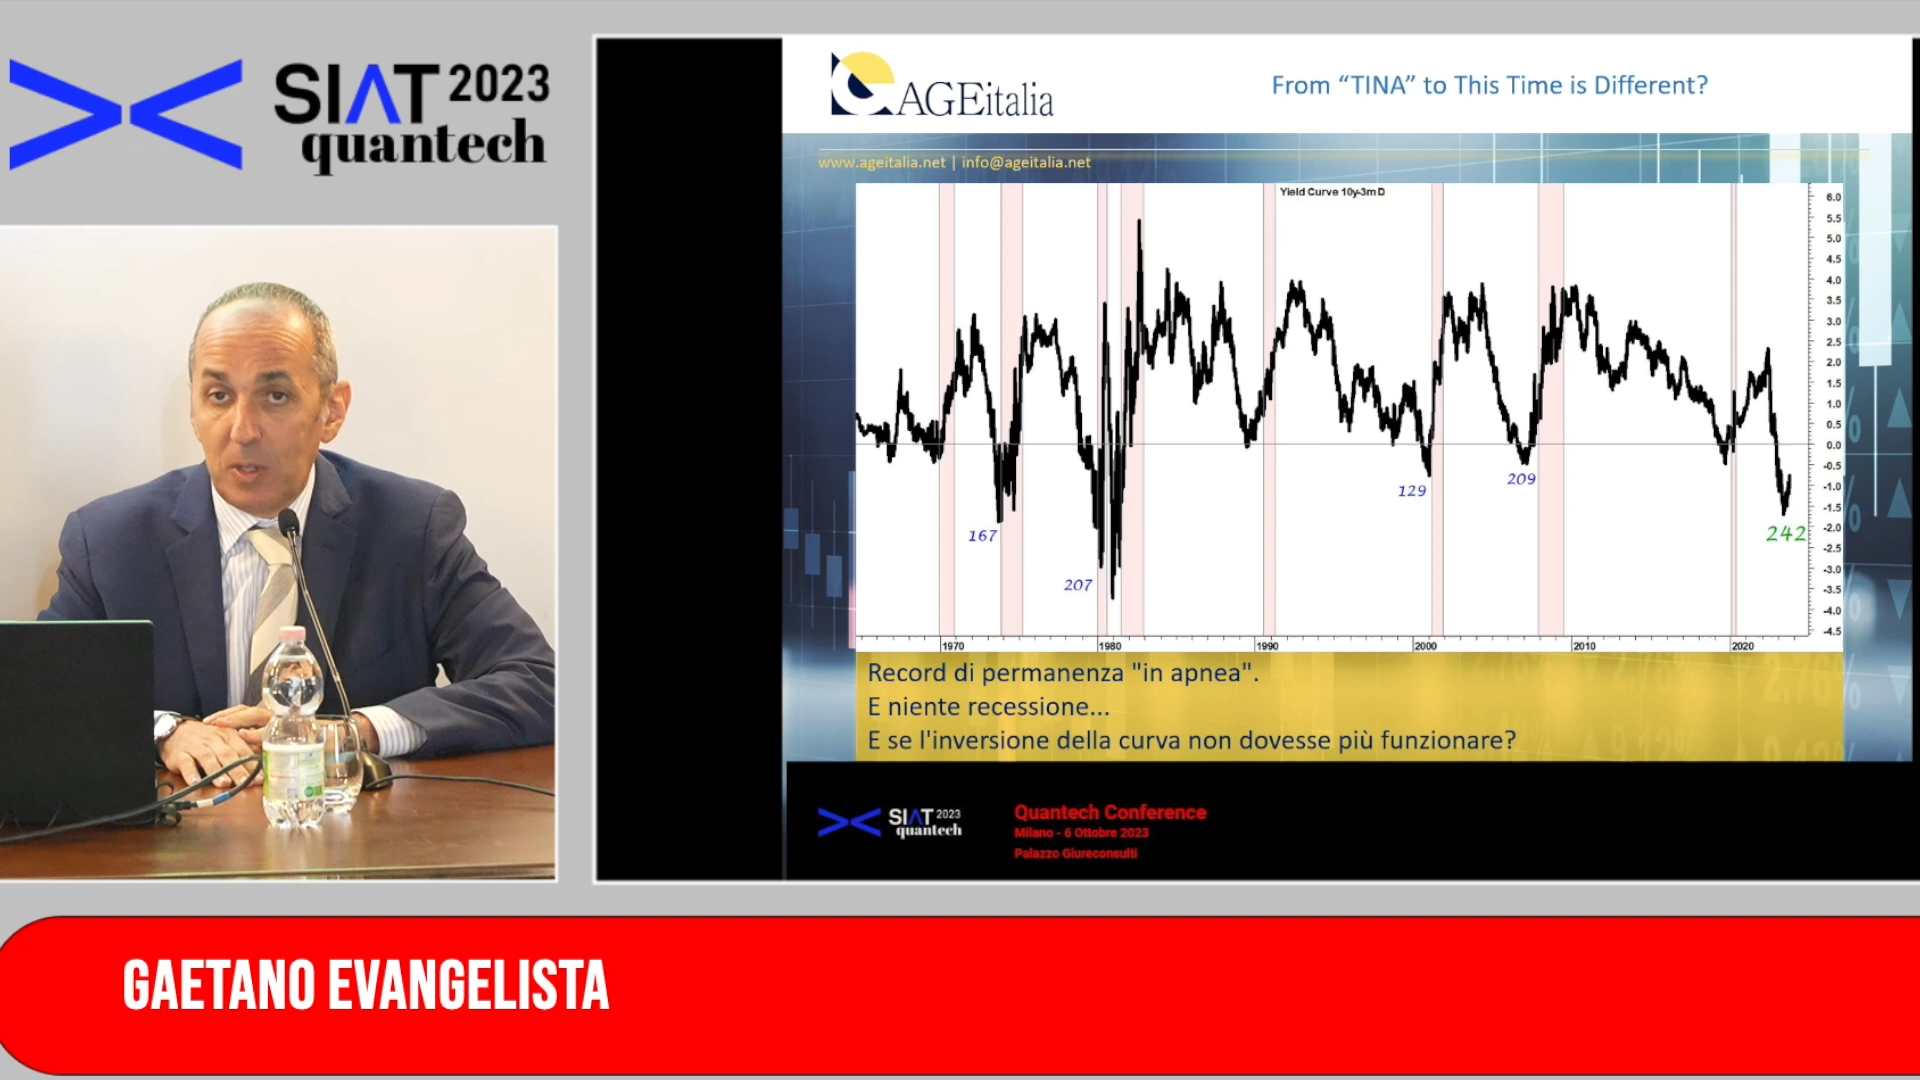 SIAT 2023
quantech
AGEitalia
From “TINA” to This Time is Different?
www.ageitalia.net | info@ageitalia.net
Yield Curve 10y-3m D
6.0
5.5
5.0
4.5
4.0
3.5
3.0
2.5
2.0
1.5
1.0
0.5
0.0
-0.5
-1.0
-1.5
-2.0
-2.5
-3.0
-3.5
-4.0
-4.5
129
209
167
242
207
1970
1980
1990
2000
2010
2020
Record di permanenza "in apnea".
E niente recessione...
E se l'inversione della curva non dovesse più funzionare?
SIAT 2023
quantech
Quantech Conference
Milano - 6 Ottobre 2023
Palazzo Giureconsulti
GAETANO EVANGELISTA